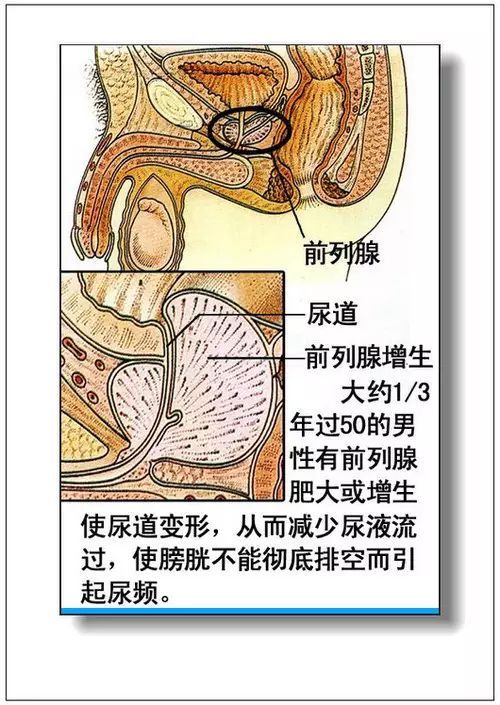 前列腺
尿道
前列腺增生
大约1/3
年过50的男
性有前列腺
肥大或增生
使尿道变形，从而减少尿液流
过，使膀胱不能彻底排空而引
起尿频。